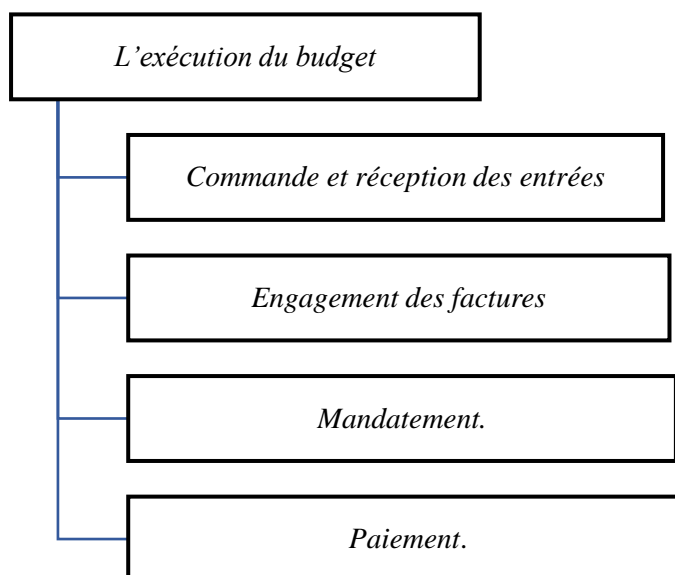 L’exécution du budget
Commande et réception des entrées
Engagement des factures
Mandatement.
Paiement.